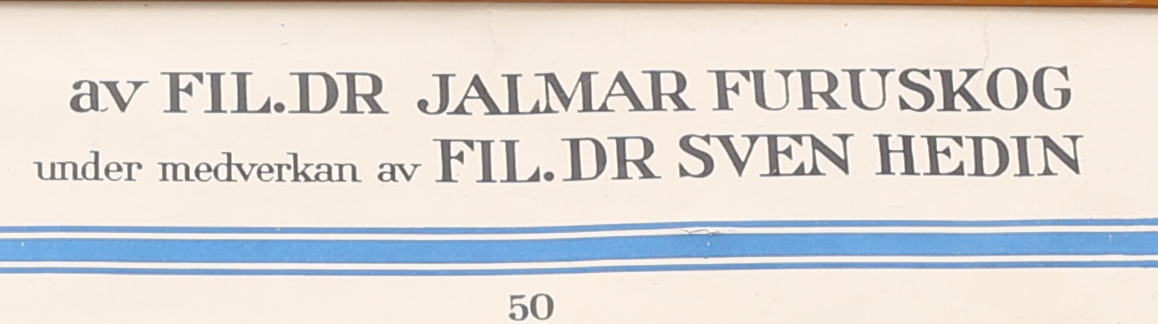 av FIL.DR JALMAR FURUSKOG
under medverkan av FIL.DR SVEN HEDIN
50